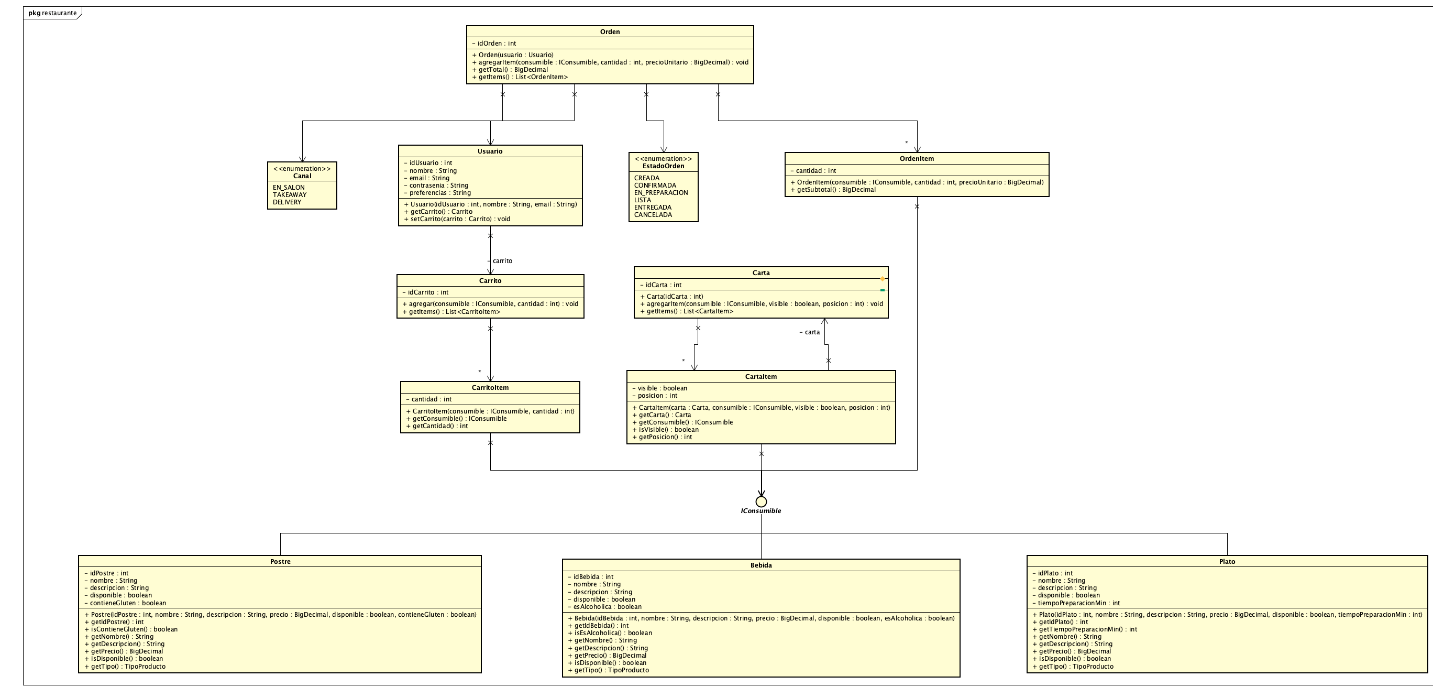 pkg restaurante
Orden
- idOrden : int
+ Orden(usuario : Usuario)
+ agregarItem(consumible : IConsumible, cantidad : int, precioUnitario : BigDecimal) : void
+ getTotal() : BigDecimal
+ getItems() : List<OrdenItem>
<<enumeration>>
Canal
EN_SALON
TAKEAWAY
DELIVERY
Usuario
- idUsuario : int
- nombre : String
- email : String
- contrasenia : String
- preferencias : String
+ Usuario(idUsuario : int, nombre : String, email : String)
+ getCarrito() : Carrito
+ setCarrito(carrito : Carrito) : void
<<enumeration>>
EstadoOrden
CREADA
CONFIRMADA
EN_PREPARACION
LISTA
ENTREGADA
CANCELADA
*
OrdenItem
- cantidad : int
+ OrdenItem(consumible : IConsumible, cantidad : int, precioUnitario : BigDecimal)
+ getSubtotal() : BigDecimal
- carrito
Carrito
- idCarrito : int
+ agregar(consumible : IConsumible, cantidad : int) : void
+ getItems() : List<CarritoItem>
Carta
- idCarta : int
+ Carta(idCarta : int)
+ agregarItem(consumible : IConsumible, visible : boolean, posicion : int) : void
+ getItems() : List<CartaItem>
- carta
*
*
CarritoItem
- cantidad : int
+ CarritoItem(consumible : IConsumible, cantidad : int)
+ getConsumible() : IConsumible
+ getCantidad() : int
CartaItem
- visible : boolean
- posicion : int
+ CartaItem(carta : Carta, consumible : IConsumible, visible : boolean, posicion : int)
+ getCarta() : Carta
+ getConsumible() : IConsumible
+ isVisible() : boolean
+ getPosicion() : int
IConsumible
Postre
- idPostre : int
- nombre : String
- descripcion : String
- disponible : boolean
- contieneGluten : boolean
+ Postre(idPostre : int, nombre : String, descripcion : String, precio : BigDecimal, disponible : boolean, contieneGluten : boolean)
+ getIdPostre() : int
+ isContieneGluten() : boolean
+ getNombre() : String
+ getDescripcion() : String
+ getPrecio() : BigDecimal
+ isDisponible() : boolean
+ getTipo() : TipoProducto
Bebida
- idBebida : int
- nombre : String
- descripcion : String
- disponible : boolean
- esAlcoholica : boolean
+ Bebida(idBebida : int, nombre : String, descripcion : String, precio : BigDecimal, disponible : boolean, esAlcoholica : boolean)
+ getIdBebida() : int
+ isEsAlcoholica() : boolean
+ getNombre() : String
+ getDescripcion() : String
+ getPrecio() : BigDecimal
+ isDisponible() : boolean
+ getTipo() : TipoProducto
Plato
- idPlato : int
- nombre : String
- descripcion : String
- disponible : boolean
- tiempoPreparacionMin : int
+ Plato(idPlato : int, nombre : String, descripcion : String, precio : BigDecimal, disponible : boolean, tiempoPreparacionMin : int)
+ getIdPlato() : int
+ getTiempoPreparacionMin() : int
+ getNombre() : String
+ getDescripcion() : String
+ getPrecio() : BigDecimal
+ isDisponible() : boolean
+ getTipo() : TipoProducto